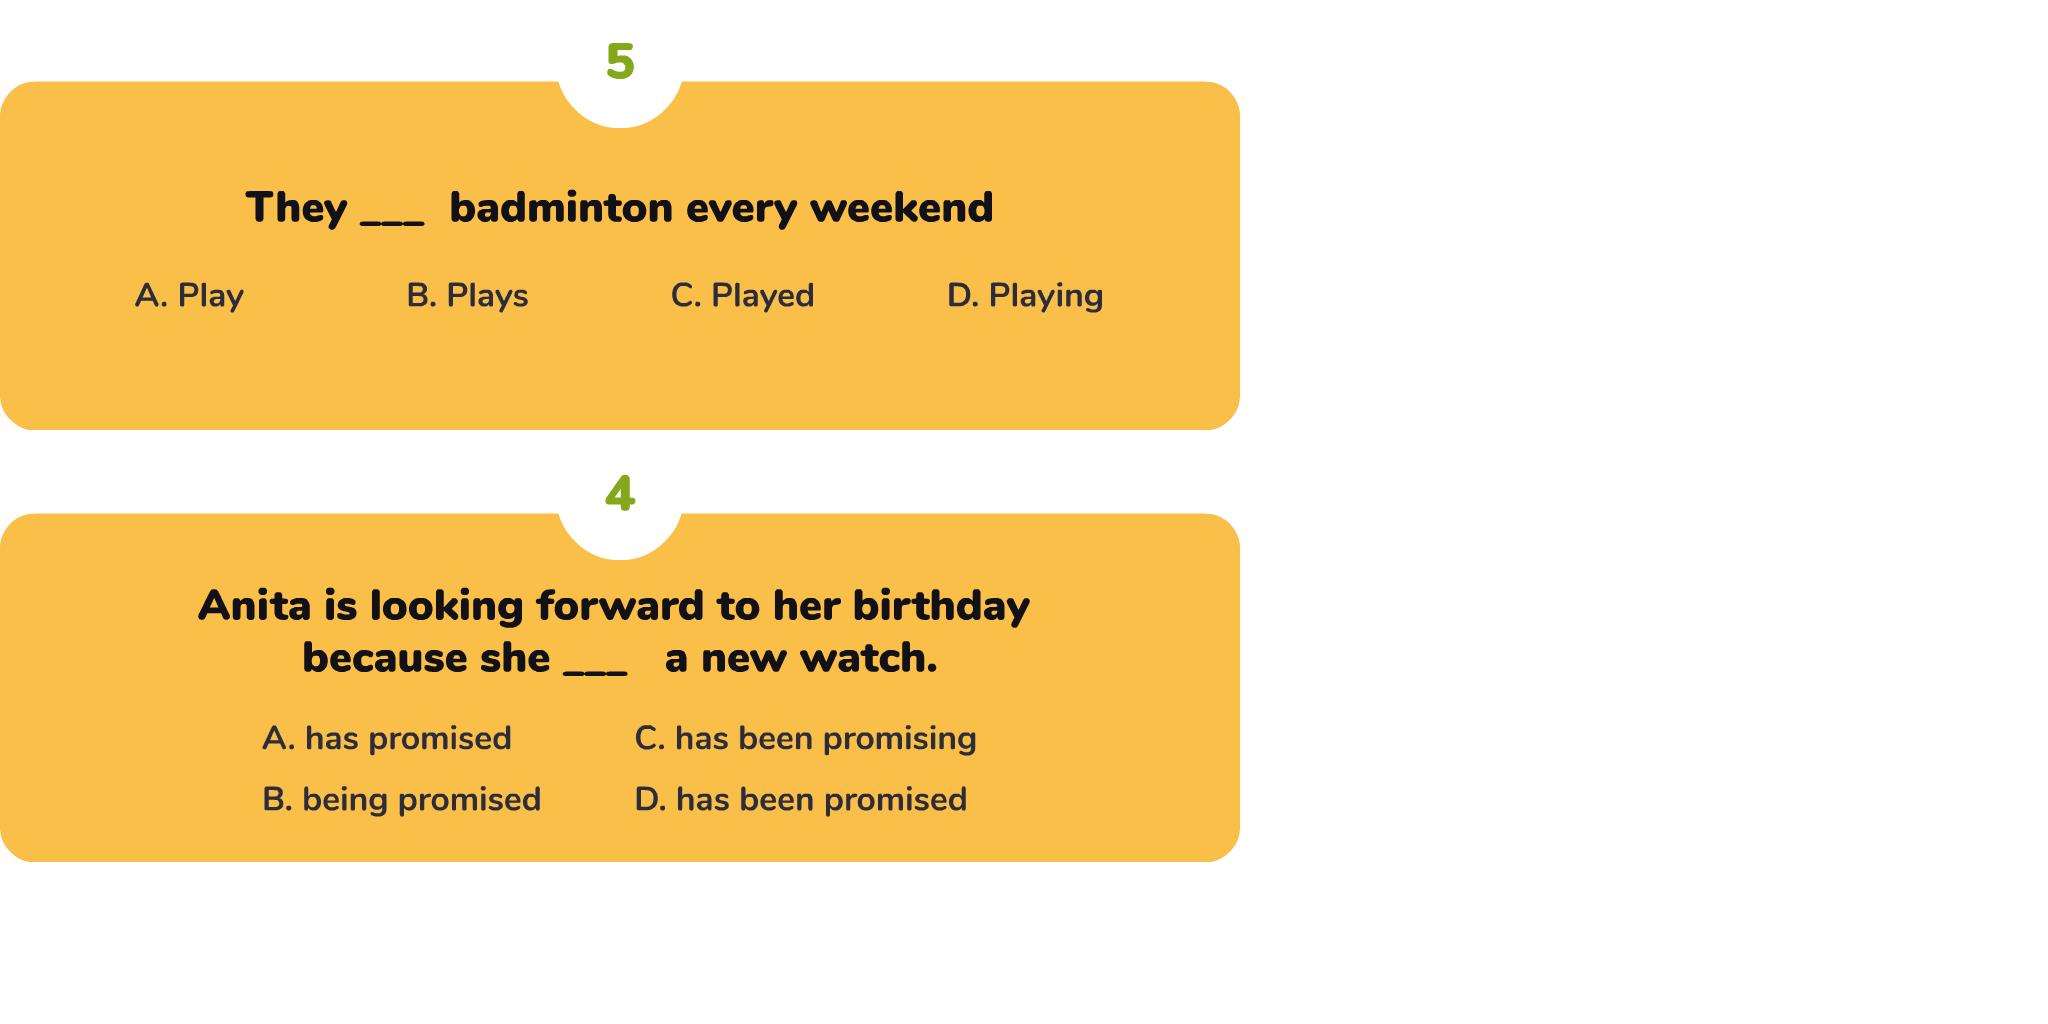 5
They ___ badminton every weekend
A. Play B. Plays C. Played D. Playing
4
Anita is looking forward to her birthday
because she ___ a new watch.
A. has promised C. has been promising
B. being promised D. has been promised